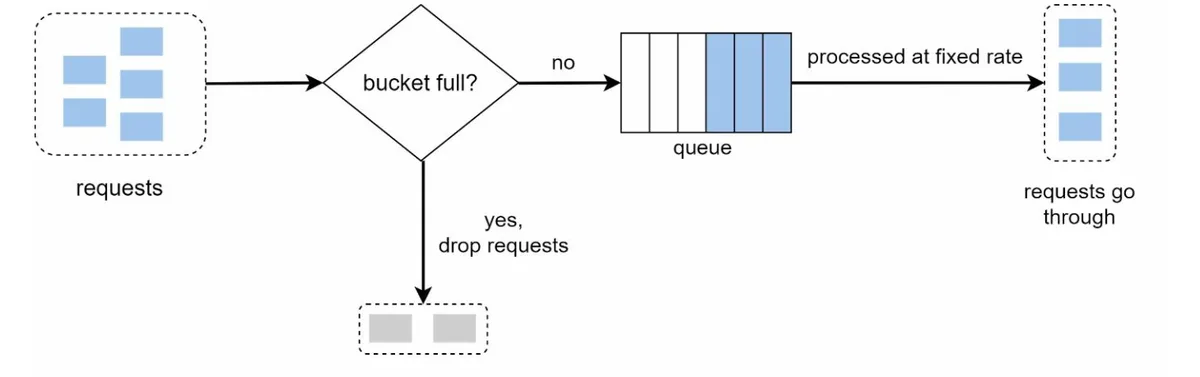 requests
bucket full?
no
yes,
drop requests
queue
processed at fixed rate
requests go
through